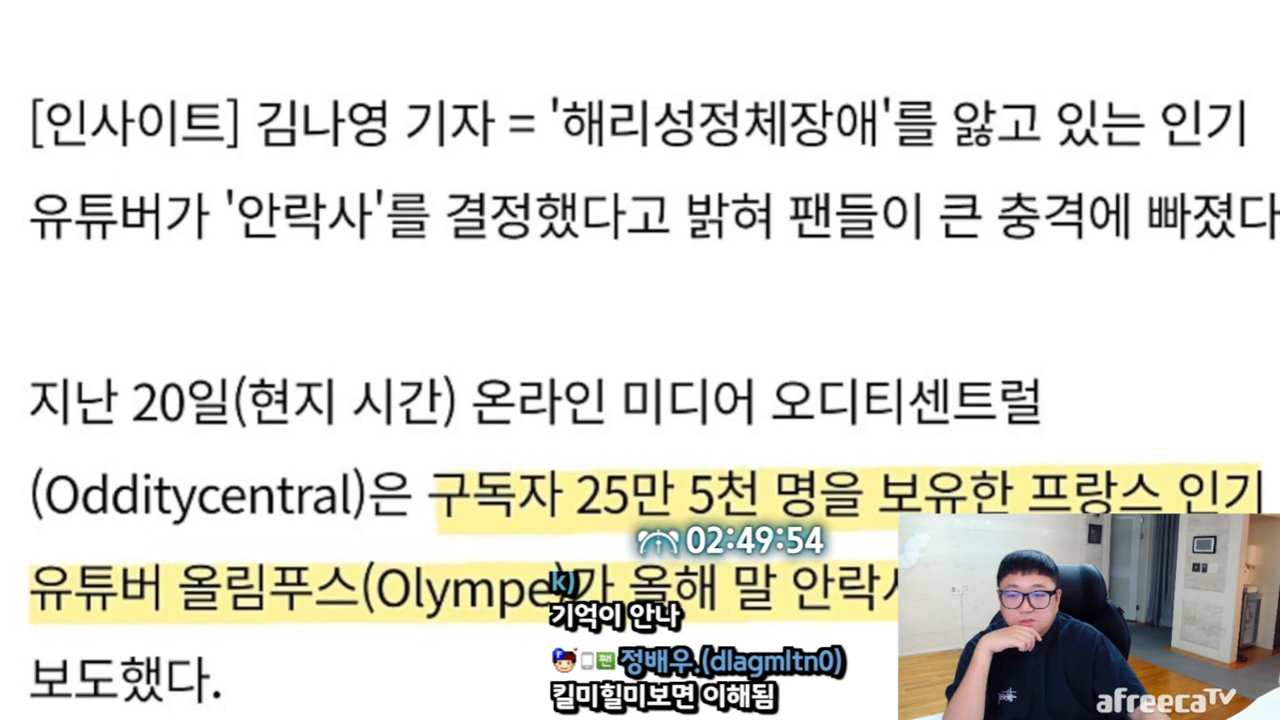 [인사이트] 김나영 기자 = '해리성정체장애'를 앓고 있는 인기
유튜버가 '안락사'를 결정했다고 밝혀 팬들이 큰 충격에 빠졌다
지난 20일(현지 시간) 온라인 미디어 오디티센트럴
(Odditycentral)은 구독자 25만 5천 명을 보유한 프랑스 인기
유튜버 올림푸스(Olympe)가 올해 말 안락사
보도했다.
02:49:54
k)
기억이 안나
팬 정배우.(dlagmltn0)
킬미힐미보면 이해됨
afreecaTV